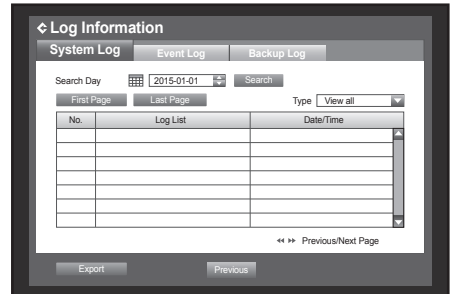 Log Information
System Log Event Log Backup Log
Search Day 2015-01-01 Search
First Page Last Page Type View all
No. Log List Date/Time
Previous/Next Page
Export Previous